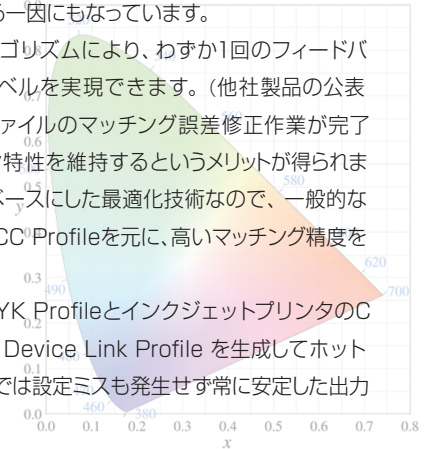 る一因にもなっています。
ゴリズムにより、わずか1回のフィードバ
ベルを実現できます。(他社製品の公表
ァイルのマッチング誤差修正作業が完了
ク特性を維持するというメリットが得られま
ベースにした最適化技術なので、一般的な
CC Profileを元に、高いマッチング精度を
YK ProfileとインクジェットプリンタのC
Device Link Profile を生成してホット
では設定ミスも発生せず常に安定した出力
580
620
700
490
460
380
0.3
0.2
0.1
0.0
0.0 0.1 0.2 0.3 0.4 0.5 0.6 0.7 0.8
x